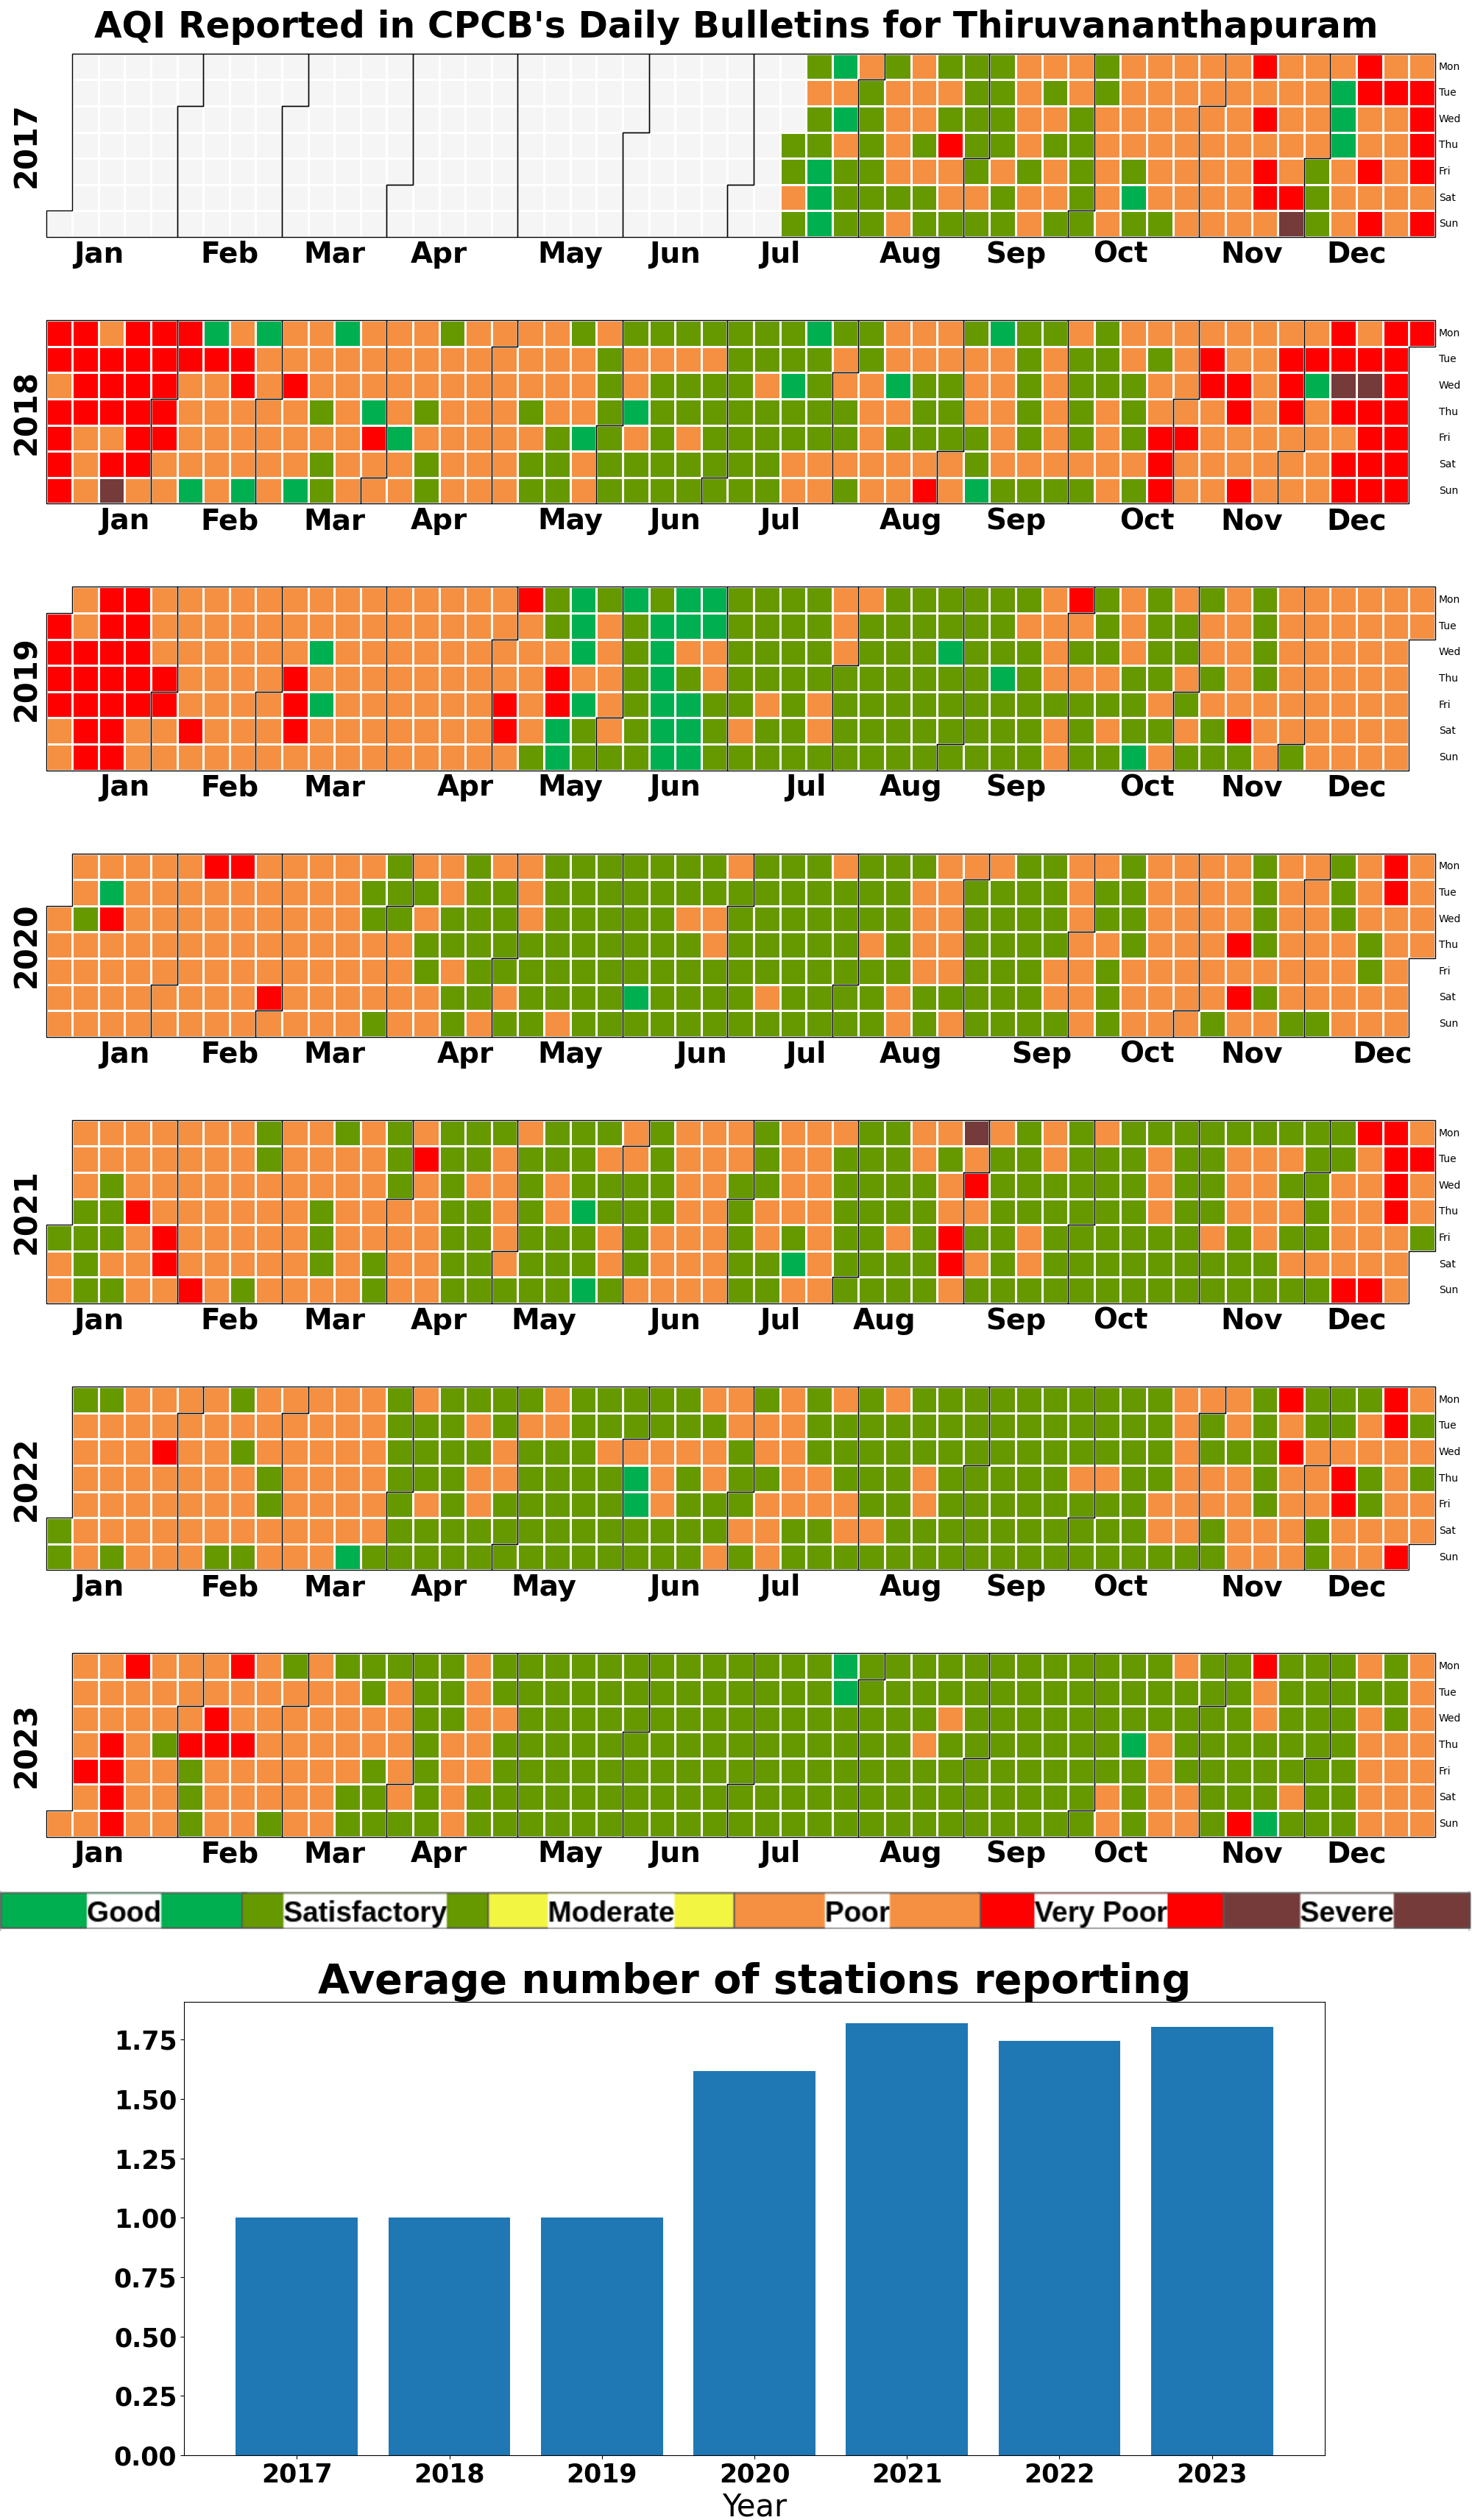 AQI Reported in CPCB's Daily Bulletins for Thiruvananthapuram
2017
Mon
Tue
Wed
Thu
Fri
Sat
Sun
Jan Feb Mar Apr May Jun Jul Aug Sep Oct Nov Dec
2018
Mon
Tue
Wed
Thu
Fri
Sat
Sun
Jan Feb Mar Apr May Jun Jul Aug Sep Oct Nov Dec
2019
Mon
Tue
Wed
Thu
Fri
Sat
Sun
Jan Feb Mar Apr May Jun Jul Aug Sep Oct Nov Dec
2020
Mon
Tue
Wed
Thu
Fri
Sat
Sun
Jan Feb Mar Apr May Jun Jul Aug Sep Oct Nov Dec
2021
Mon
Tue
Wed
Thu
Fri
Sat
Sun
Jan Feb Mar Apr May Jun Jul Aug Sep Oct Nov Dec
2022
Mon
Tue
Wed
Thu
Fri
Sat
Sun
Jan Feb Mar Apr May Jun Jul Aug Sep Oct Nov Dec
2023
Mon
Tue
Wed
Thu
Fri
Sat
Sun
Jan Feb Mar Apr May Jun Jul Aug Sep Oct Nov Dec
Good Satisfactory Moderate Poor Very Poor Severe
Average number of stations reporting
1.75
1.50
1.25
1.00
0.75
0.50
0.25
0.00
2017 2018 2019 2020 2021 2022 2023
Year